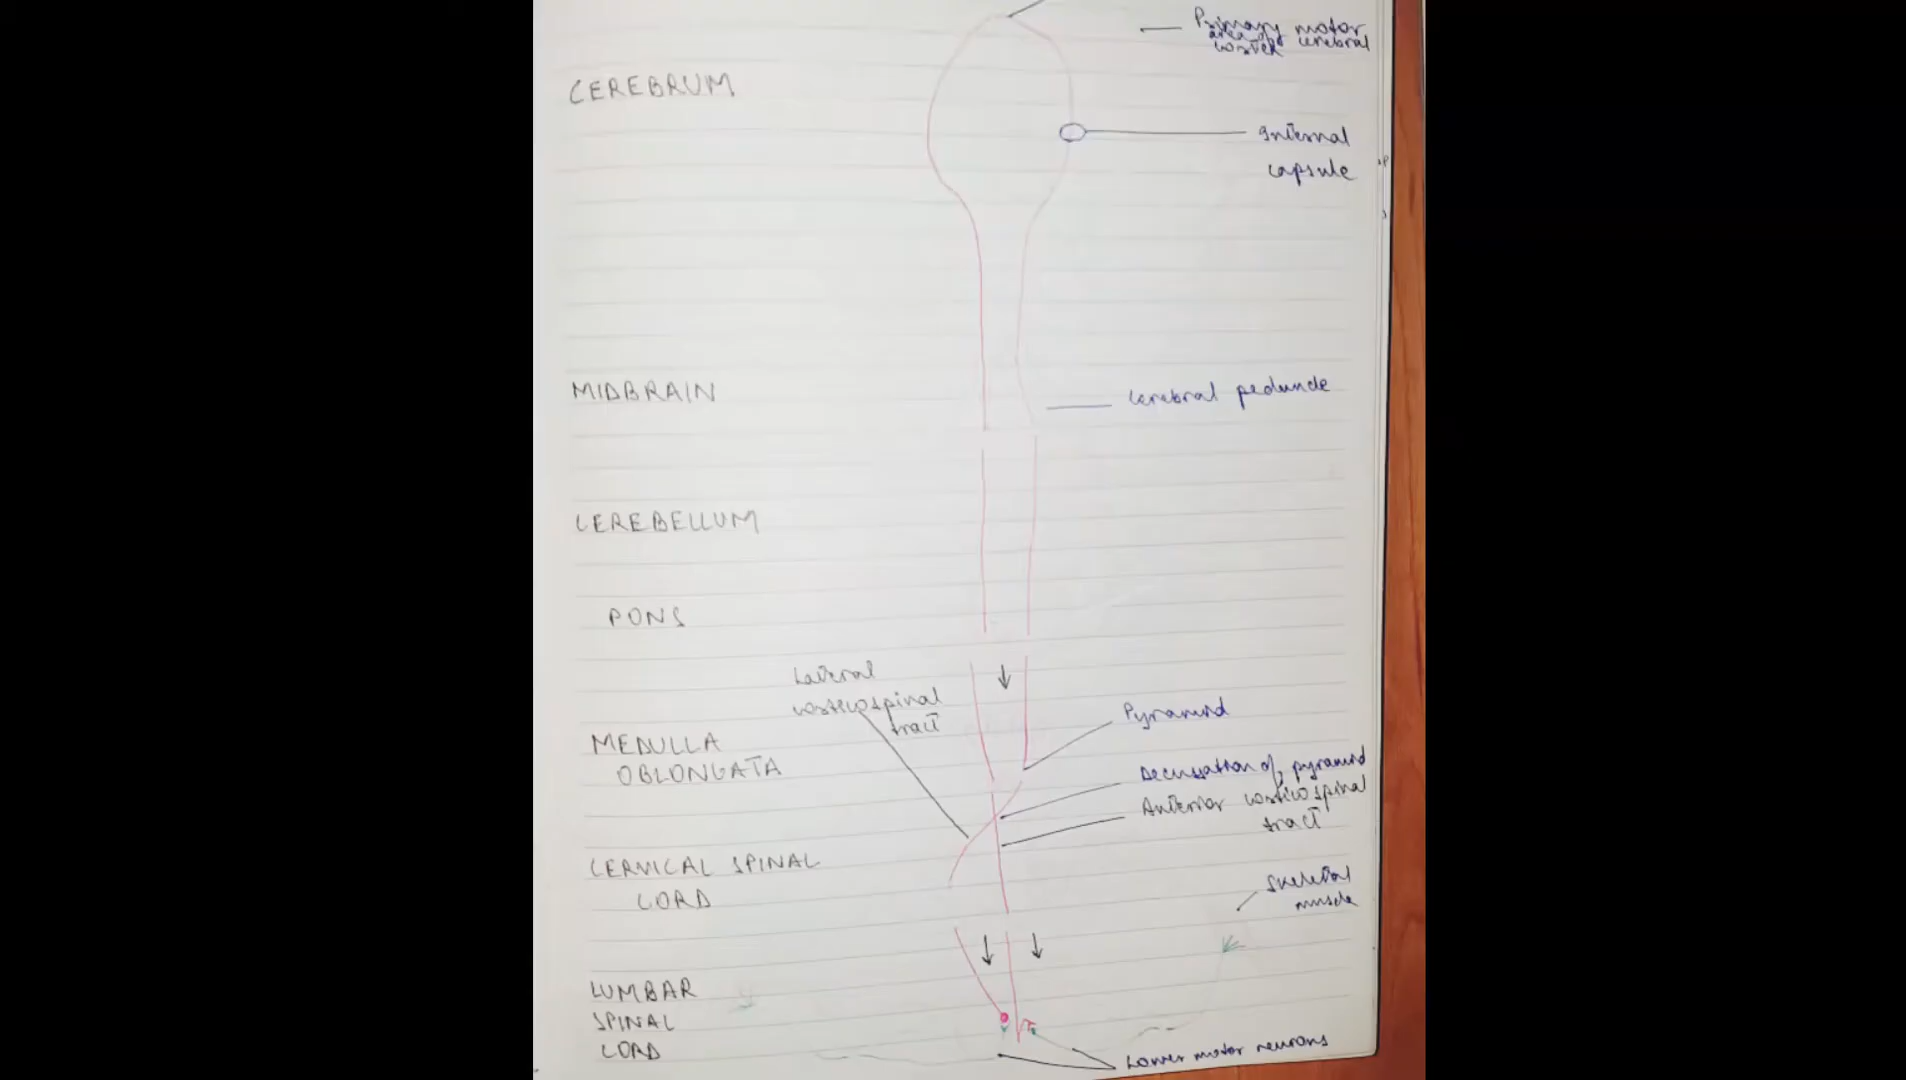 Primary motor
area of cerebral
cortex
CEREBRUM
Internal
capsule
MIDBRAIN
Cerebral peduncle
CEREBELLUM
PONS
Lateral
corticospinal
tract
Pyramid
MEDULLA
OBLONGATA
Decussation of pyramid
Anterior corticospinal
tract
CERVICAL SPINAL
CORD
Skeletal
muscle
LUMBAR
SPINAL
CORD
Lower motor neurons